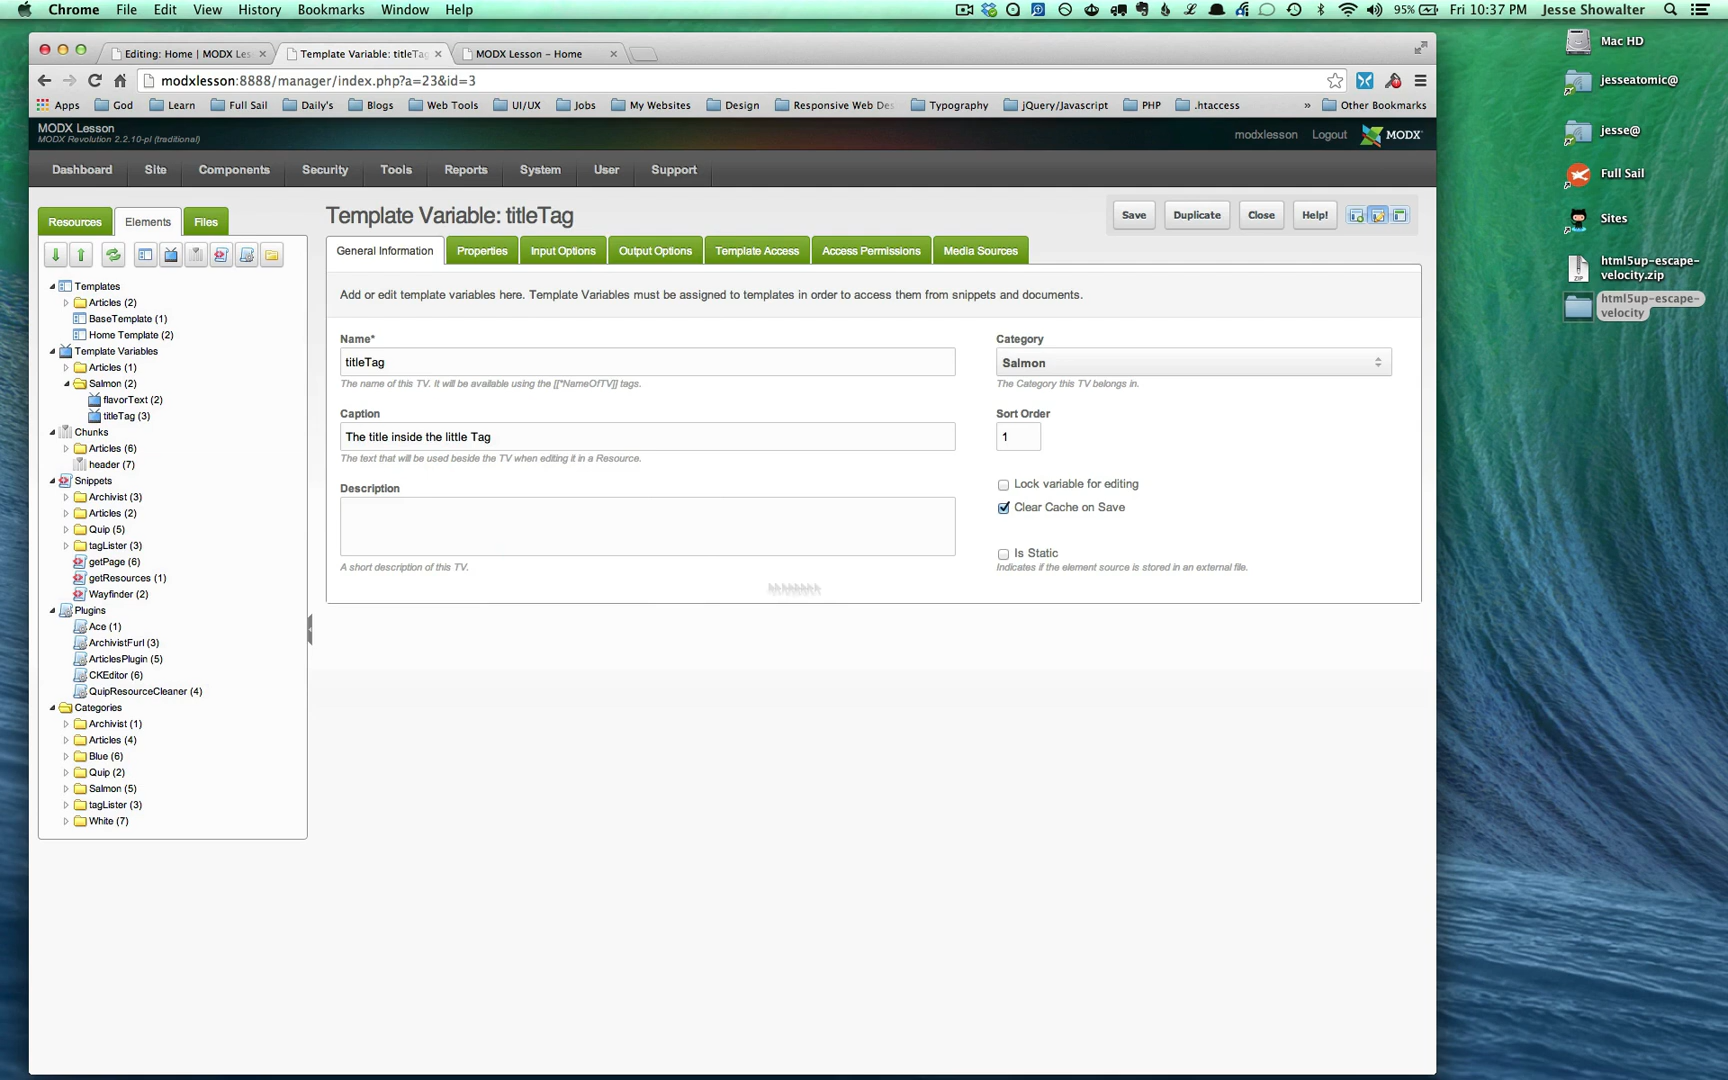 Chrome File Edit View History Bookmarks Window Help
95% Fri 10:37 PM Jesse Showalter
Editing: Home | MODX Les
Template Variable: titleTag
MODX Lesson – Home
modxlesson:8888/manager/index.php?a=23&id=3
Apps God Learn Full Sail Daily's Blogs Web Tools UI/UX Jobs My Websites Design Responsive Web Des Typography jQuery/Javascript PHP .htaccess » Other Bookmarks
MODX Lesson
MODX Revolution 2.2.10-pl (traditional)
modxlesson Logout MODX
Dashboard Site Components Security Tools Reports System User Support
Resources Elements Files
Templates
Articles (2)
BaseTemplate (1)
Home Template (2)
Template Variables
Articles (1)
Salmon (2)
flavorText (2)
titleTag (3)
Chunks
Articles (6)
header (7)
Snippets
Archivist (3)
Articles (2)
Quip (5)
tagLister (3)
getPage (6)
getResources (1)
Wayfinder (2)
Plugins
Ace (1)
ArchivistFurl (3)
ArticlesPlugin (5)
CKEditor (6)
QuipResourceCleaner (4)
Categories
Archivist (1)
Articles (4)
Blue (6)
Quip (2)
Salmon (5)
tagLister (3)
White (7)
Template Variable: titleTag
Save Duplicate Close Help!
General Information Properties Input Options Output Options Template Access Access Permissions Media Sources
Add or edit template variables here. Template Variables must be assigned to templates in order to access them from snippets and documents.
Name*
titleTag
The name of this TV. It will be available using the [[*NameOfTV]] tags.
Caption
The title inside the little Tag
The text that will be used beside the TV when editing it in a Resource.
Description
A short description of this TV.
Category
Salmon
The Category this TV belongs in.
Sort Order
1
Lock variable for editing
Clear Cache on Save
Is Static
Indicates if the element source is stored in an external file.
Mac HD
jesseatomic@
jesse@
Full Sail
Sites
html5up-escape-
velocity.zip
html5up-escape-
velocity